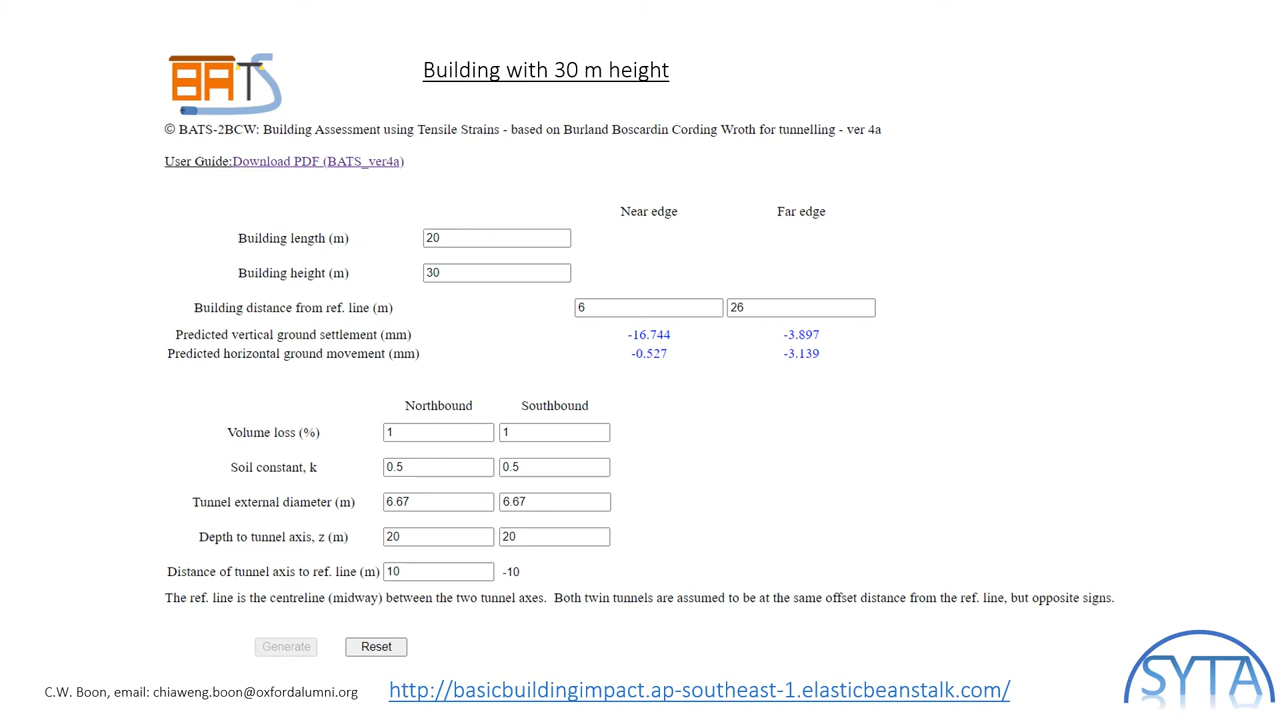 BATS
Building with 30 m height
© BATS-2BCW: Building Assessment using Tensile Strains - based on Burland Boscardin Cording Wroth for tunnelling - ver 4a
User Guide:Download PDF (BATS_ver4a)
Near edge Far edge
Building length (m) 20
Building height (m) 30
Building distance from ref. line (m) 6 26
Predicted vertical ground settlement (mm) -16.744 -3.897
Predicted horizontal ground movement (mm) -0.527 -3.139
Northbound Southbound
Volume loss (%) 1 1
Soil constant, k 0.5 0.5
Tunnel external diameter (m) 6.67 6.67
Depth to tunnel axis, z (m) 20 20
Distance of tunnel axis to ref. line (m) 10 -10
The ref. line is the centreline (midway) between the two tunnel axes. Both twin tunnels are assumed to be at the same offset distance from the ref. line, but opposite signs.
Generate Reset
C.W. Boon, email: chiaweng.boon@oxfordalumni.org
http://basicbuildingimpact.ap-southeast-1.elasticbeanstalk.com/
SYTA